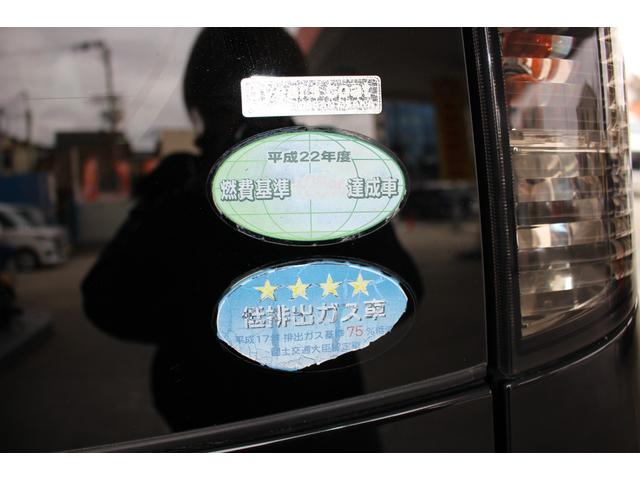 平成22年度
燃費基準 達成車
低排出ガス車
平成17年 排出ガス基準75%低
国土交通大臣認定車